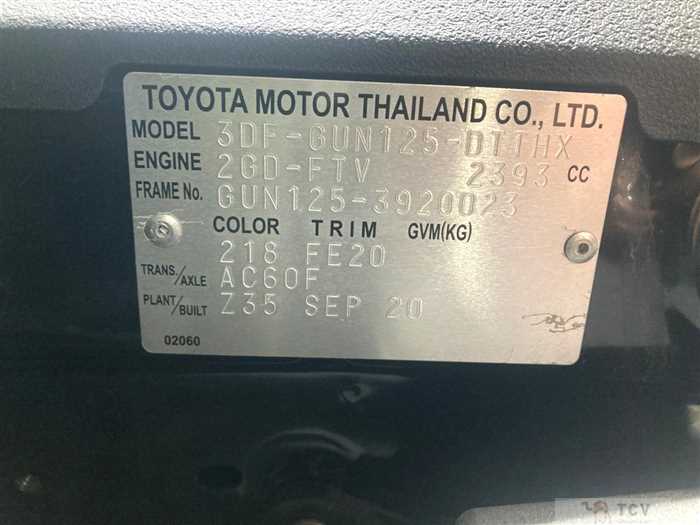 TOYOTA MOTOR THAILAND CO., LTD.
MODEL 3DF-GUN125-DTTHX
ENGINE 2GD-FTV 2393 CC
FRAME No. GUN125-3920023
COLOR TRIM GVM(KG)
218 FE20
TRANS./AXLE AC60F
PLANT/BUILT Z35 SEP 20
02060
TCV